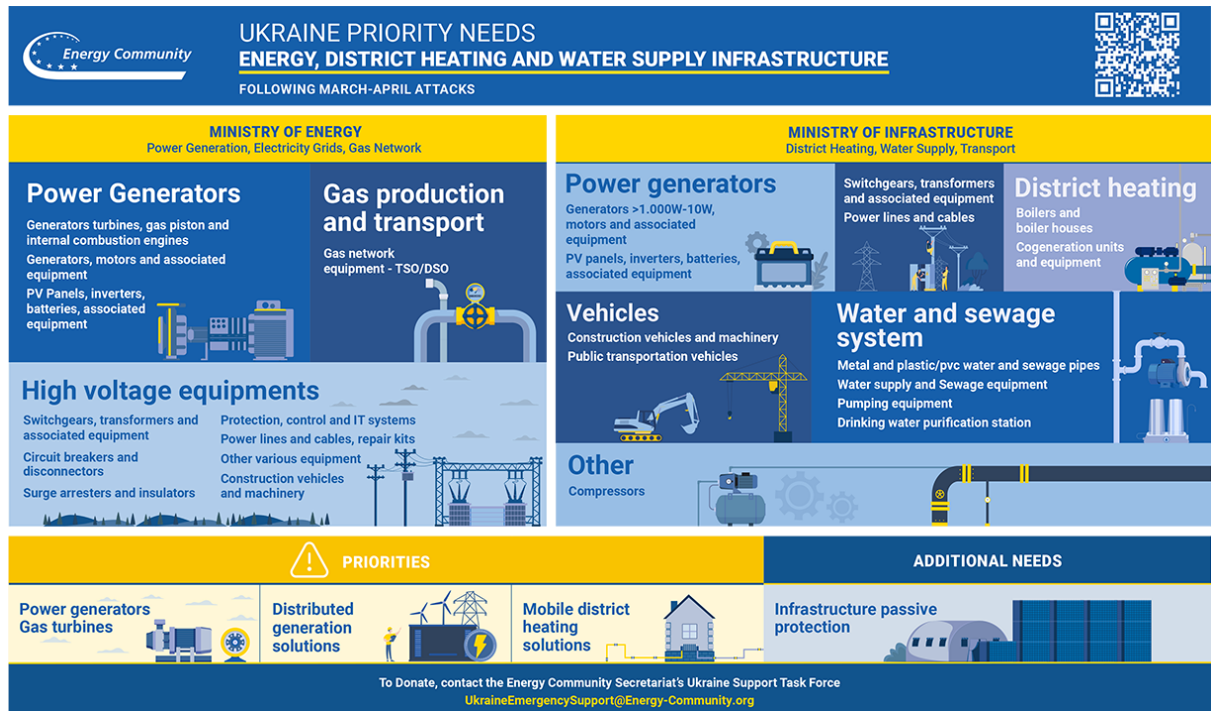 Energy Community
UKRAINE PRIORITY NEEDS
ENERGY, DISTRICT HEATING AND WATER SUPPLY INFRASTRUCTURE
FOLLOWING MARCH-APRIL ATTACKS
MINISTRY OF ENERGY
Power Generation, Electricity Grids, Gas Network
Power Generators
Generators turbines, gas piston and
internal combustion engines
Generators, motors and associated
equipment
PV Panels, inverters,
batteries, associated
equipment
Gas production
and transport
Gas network
equipment - TSO/DSO
High voltage equipments
Switchgears, transformers and
associated equipment
Circuit breakers and
disconnectors
Surge arresters and insulators
Protection, control and IT systems
Power lines and cables, repair kits
Other various equipment
Construction vehicles
and machinery
MINISTRY OF INFRASTRUCTURE
District Heating, Water Supply, Transport
Power generators
Generators >1.000W-10W,
motors and associated
equipment
PV panels, inverters, batteries,
associated equipment
Switchgears, transformers
and associated equipment
Power lines and cables
District heating
Boilers and
boiler houses
Cogeneration units
and equipment
Vehicles
Construction vehicles and machinery
Public transportation vehicles
Water and sewage
system
Metal and plastic/pvc water and sewage pipes
Water supply and Sewage equipment
Pumping equipment
Drinking water purification station
Other
Compressors
PRIORITIES
Power generators
Gas turbines
Distributed
generation
solutions
Mobile district
heating
solutions
ADDITIONAL NEEDS
Infrastructure passive
protection
To Donate, contact the Energy Community Secretariat's Ukraine Support Task Force
UkraineEmergencySupport@Energy-Community.org